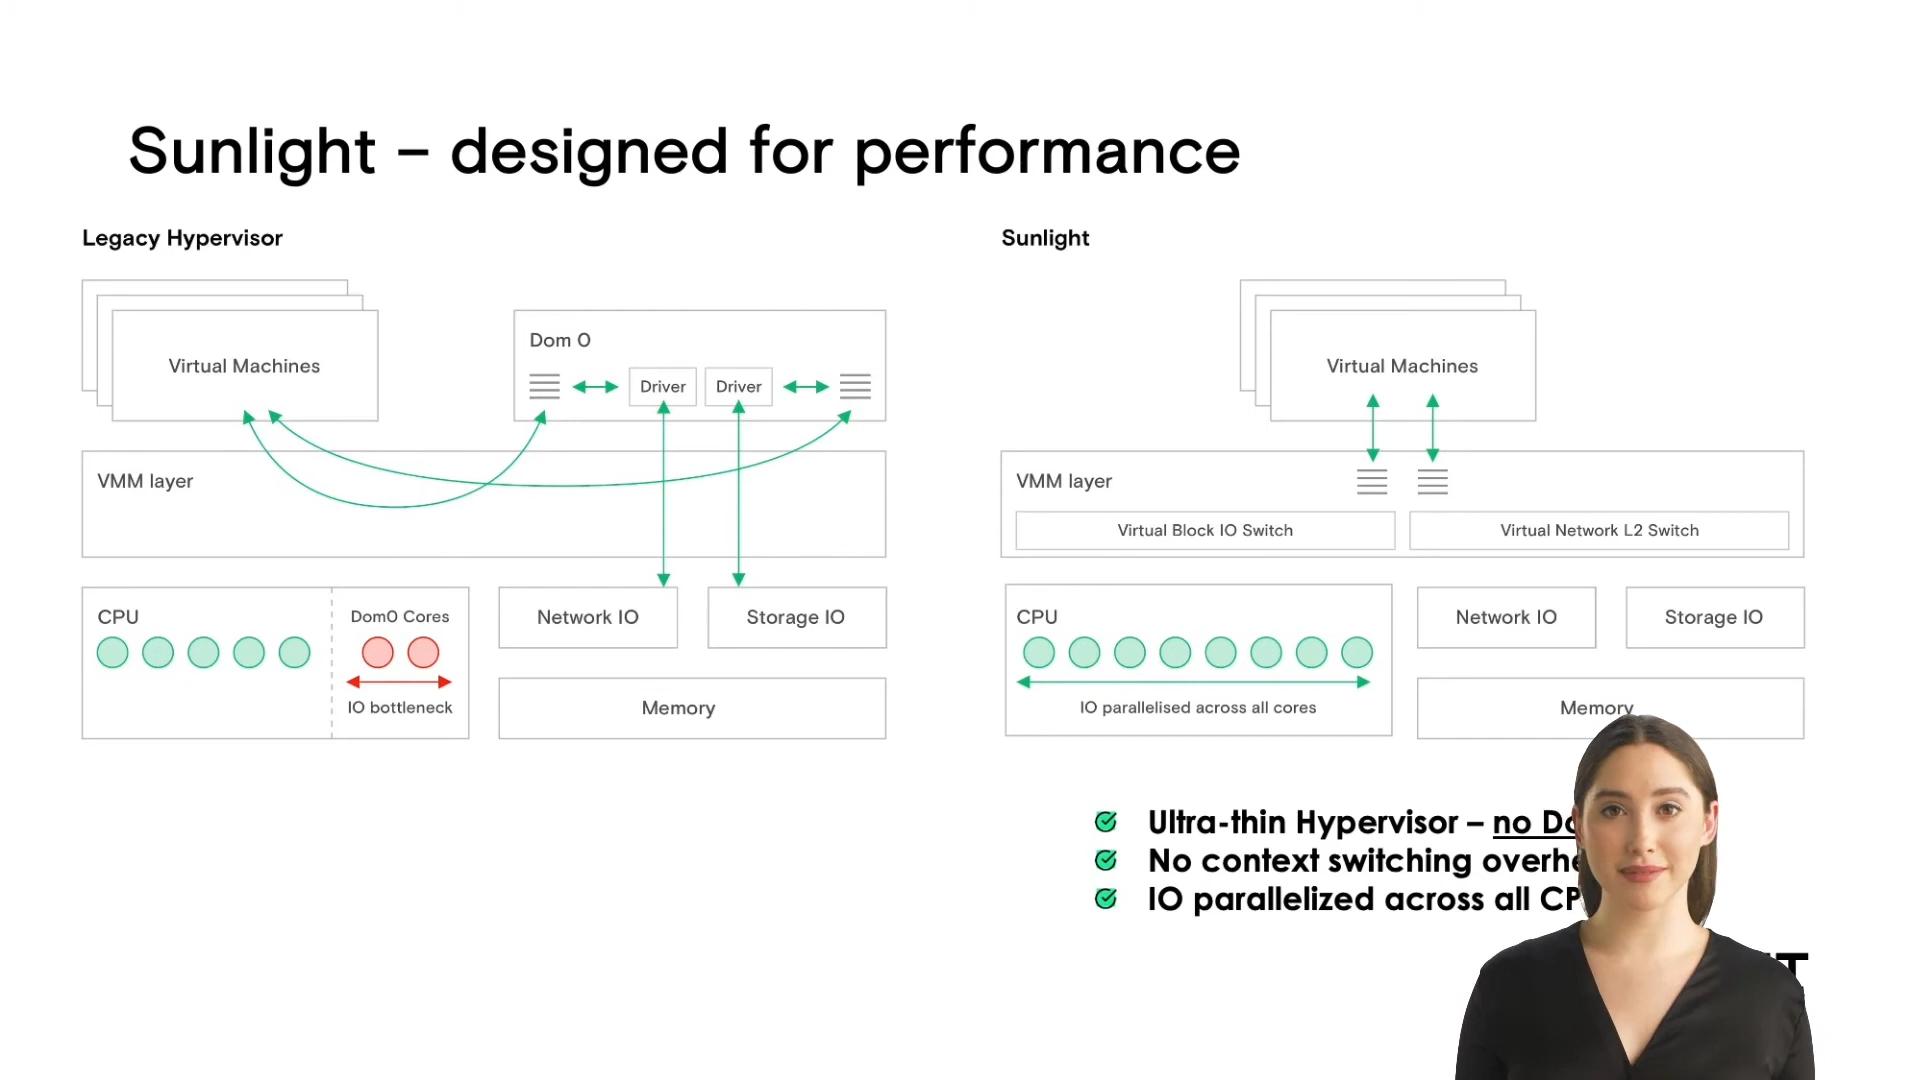 Sunlight – designed for performance
Legacy Hypervisor
Virtual Machines
Dom 0
Driver
Driver
VMM layer
CPU
Dom0 Cores
IO bottleneck
Network IO
Storage IO
Memory
Sunlight
Virtual Machines
VMM layer
Virtual Block IO Switch
Virtual Network L2 Switch
CPU
IO parallelised across all cores
Network IO
Storage IO
Memory
Ultra-thin Hypervisor – no
No context switching
IO parallelized across all